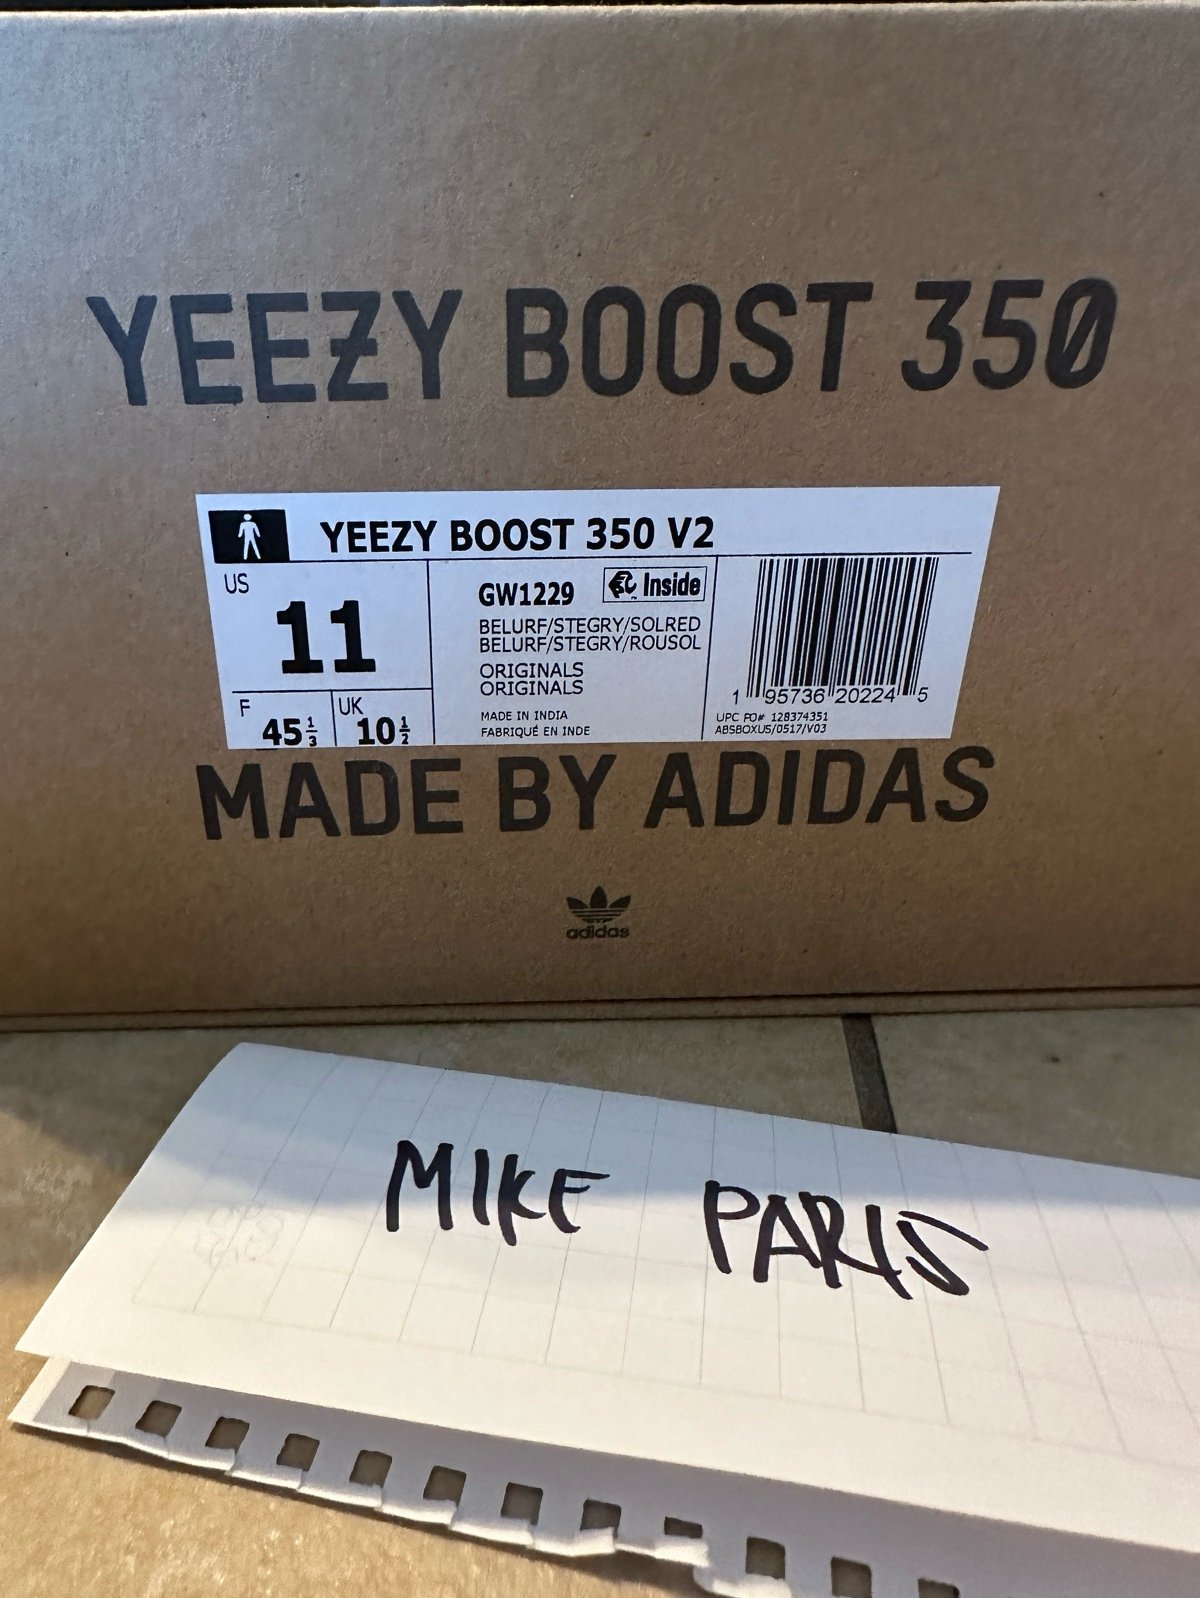 YEEZY BOOST 350
YEEZY BOOST 350 V2
US
11
F
45⅓
UK
10½
GW1229
Inside
BELURF/STEGRY/SOLRED
BELURF/STEGRY/ROUSOL
ORIGINALS
ORIGINALS
MADE IN INDIA
FABRIQUÉ EN INDE
1 95736 20224 5
UPC PO# 128374351
ABSBOXUS/0517/V03
MADE BY ADIDAS
adidas
MIKE PARIS